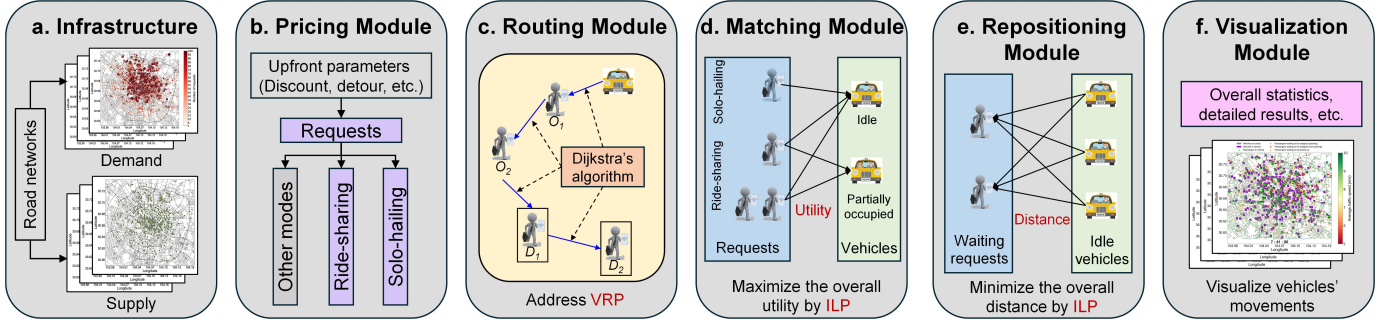 a. Infrastructure
Road networks
Demand
Supply
b. Pricing Module
Upfront parameters
(Discount, detour, etc.)
Requests
Other modes
Ride-sharing
Solo-hailing
c. Routing Module
O1
O2
Dijkstra's
algorithm
D1
D2
Address VRP
d. Matching Module
Solo-hailing
Ride-sharing
Requests
Utility
Idle
Partially
occupied
Vehicles
Maximize the overall
utility by ILP
e. Repositioning
Module
Distance
Waiting
requests
Idle
vehicles
Minimize the overall
distance by ILP
f. Visualization
Module
Overall statistics,
detailed results, etc.
Longitude
Visualize vehicles'
movements